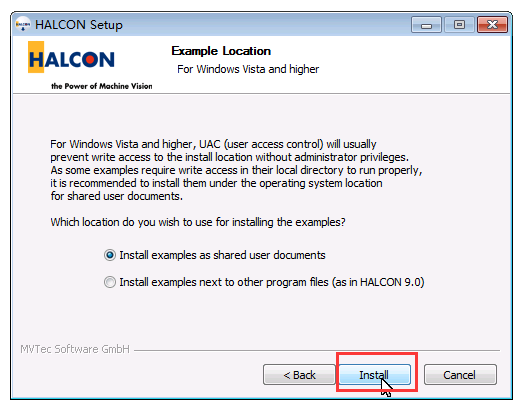 HALCON Setup
HALCON
the Power of Machine Vision
Example Location
For Windows Vista and higher
For Windows Vista and higher, UAC (user access control) will usually
prevent write access to the install location without administrator privileges.
As some examples require write access in their local directory to run properly,
it is recommended to install them under the operating system location
for shared user documents.
Which location do you wish to use for installing the examples?
Install examples as shared user documents
Install examples next to other program files (as in HALCON 9.0)
MVTec Software GmbH
< Back
Install
Cancel